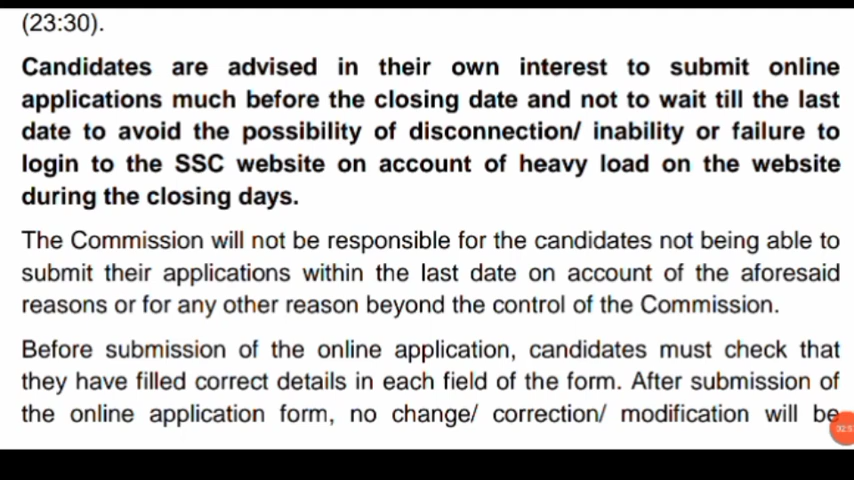 (23:30).
Candidates are advised in their own interest to submit online
applications much before the closing date and not to wait till the last
date to avoid the possibility of disconnection/ inability or failure to
login to the SSC website on account of heavy load on the website
during the closing days.
The Commission will not be responsible for the candidates not being able to
submit their applications within the last date on account of the aforesaid
reasons or for any other reason beyond the control of the Commission.
Before submission of the online application, candidates must check that
they have filled correct details in each field of the form. After submission of
the online application form, no change/ correction/ modification will be